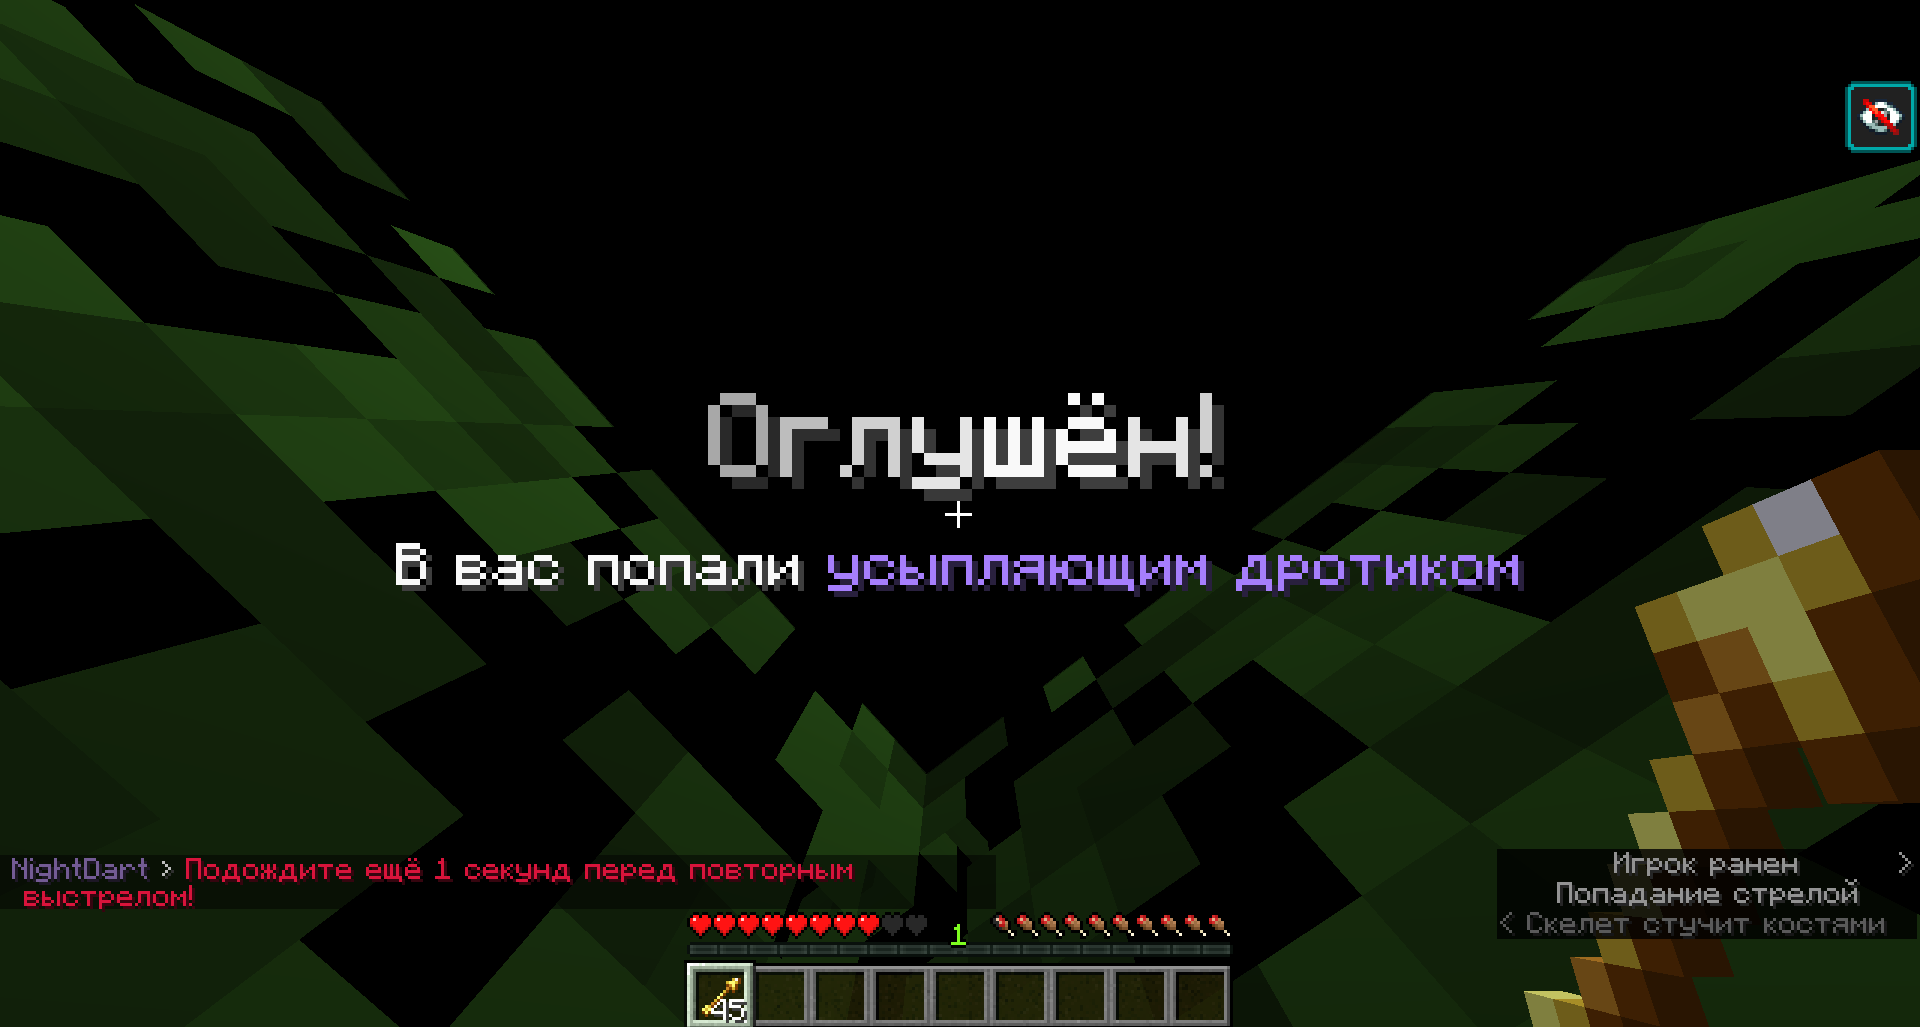 Оглушён!
В вас попали усыпляющим дротиком
NightDart > Подождите ещё 1 секунд перед повторным
выстрелом!
Игрок ранен >
Попадание стрелой
< Скелет стучит костями
1
45